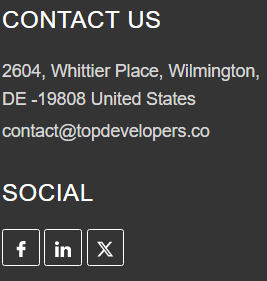 CONTACT US
2604, Whittier Place, Wilmington,
DE -19808 United States
contact@topdevelopers.co
SOCIAL
f in X